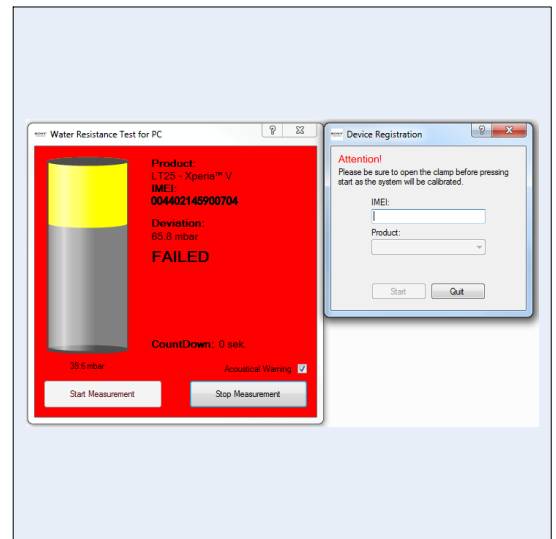 Water Resistance Test for PC
Product:
LT25 - Xperia™ V
IMEI:
004402145900704
Deviation:
65.8 mbar
FAILED
CountDown: 0 sek.
39.6 mbar
Acoustical Warning
Start Measurement
Stop Measurement
Device Registration
Attention!
Please be sure to open the clamp before pressing
start as the system will be calibrated.
IMEI:
Product:
Start
Quit